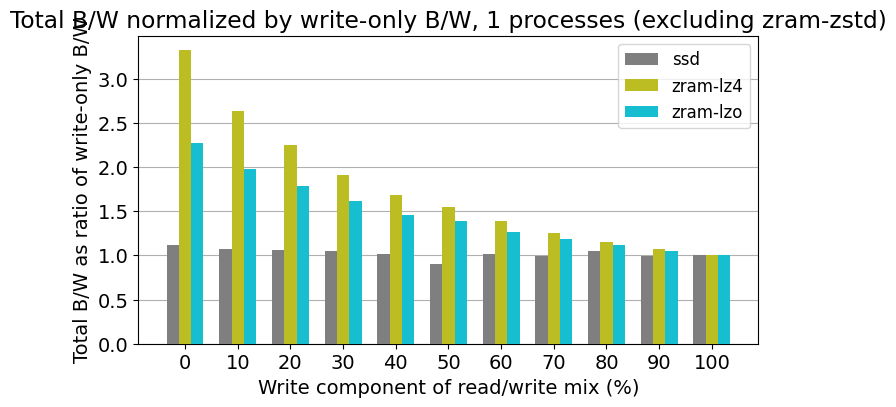 Total B/W normalized by write-only B/W, 1 processes (excluding zram-zstd)
Total B/W as ratio of write-only B/W
3.0
2.5
2.0
1.5
1.0
0.5
0.0
ssd
zram-lz4
zram-lzo
0 10 20 30 40 50 60 70 80 90 100
Write component of read/write mix (%)